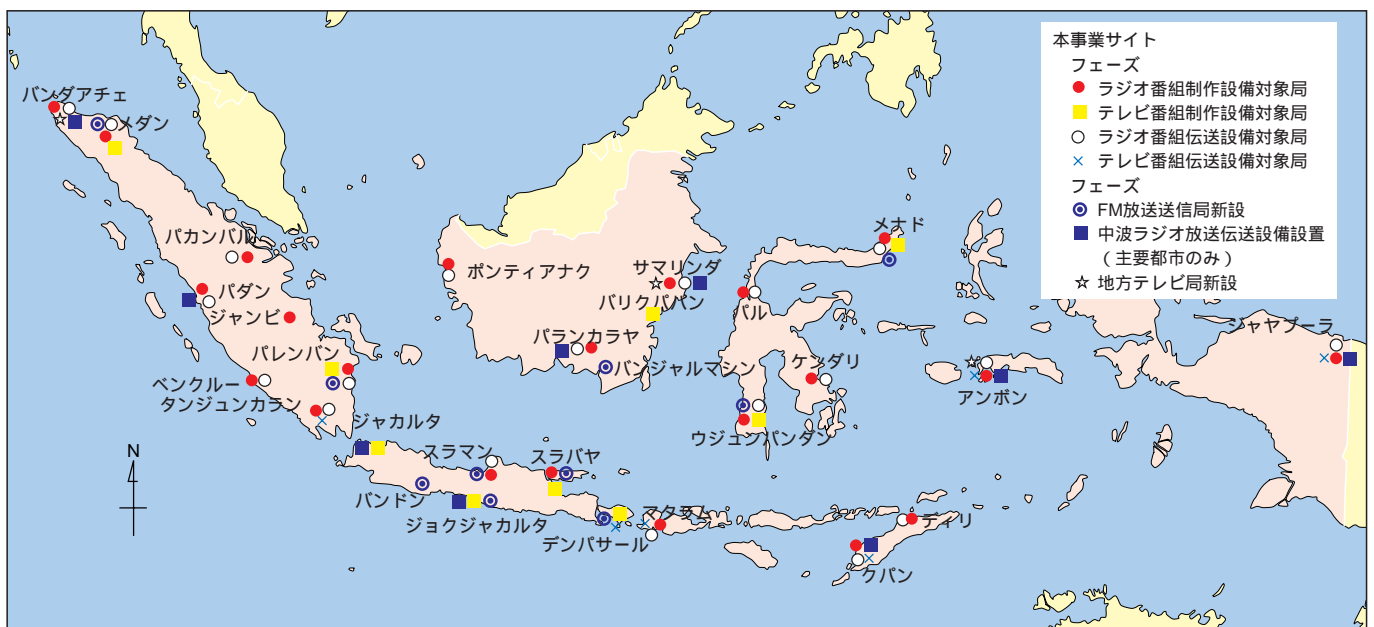 本事業サイト
フェーズ
ラジオ番組制作設備対象局
テレビ番組制作設備対象局
ラジオ番組伝送設備対象局
テレビ番組伝送設備対象局
フェーズ
FM放送送信局新設
中波ラジオ放送伝送設備設置
（主要都市のみ）
地方テレビ局新設
バンダアチェ
メダン
パカンバル
パダン
ジャンビ
パレンバン
ベンクルー
タンジュンカラン
ジャカルタ
スラマン
スラバヤ
バンドン
ジョクジャカルタ
デンパサール
マタラム
ポンティアナク
サマリンダ
バリクパパン
パランカラヤ
バンジャルマシン
メナド
パル
ケンダリ
ウジュンパンダン
アンボン
ジャヤプーラ
ディリ
クパン
N